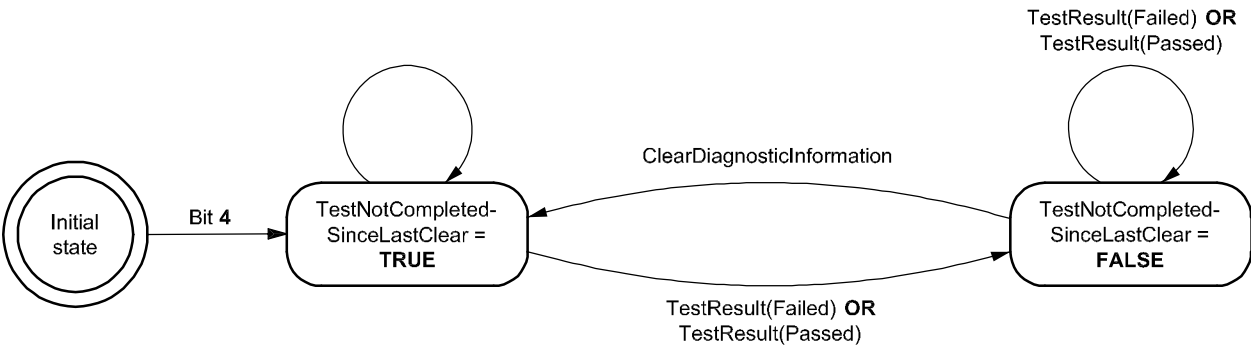 TestResult(Failed) OR
TestResult(Passed)
ClearDiagnosticInformation
Initial
state
Bit 4
TestNotCompleted-
SinceLastClear =
TRUE
TestNotCompleted-
SinceLastClear =
FALSE
TestResult(Failed) OR
TestResult(Passed)